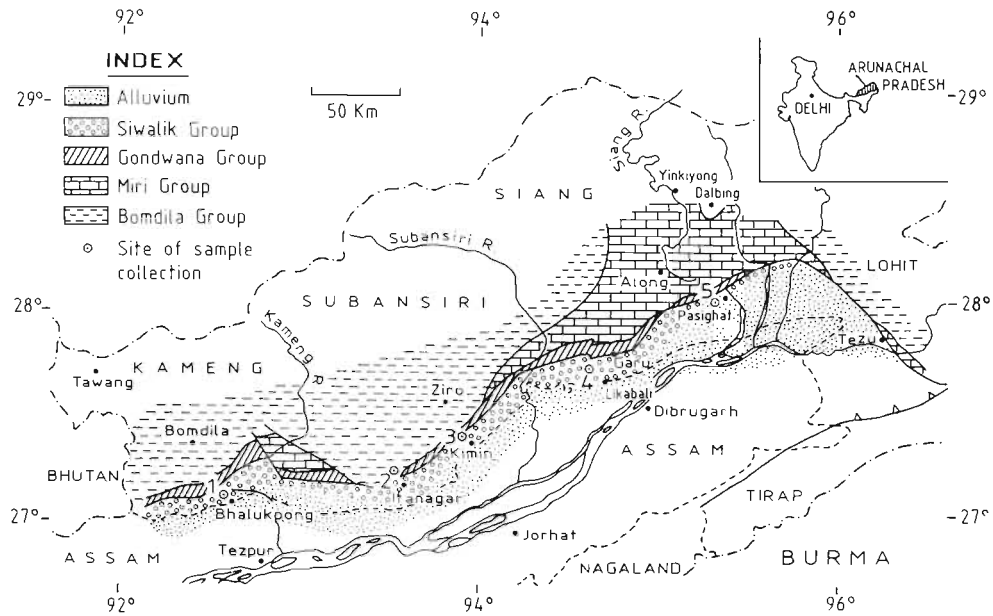 92°
94°
96°
INDEX
Alluvium
Siwalik Group
Gondwana Group
Miri Group
Bomdila Group
Site of sample
collection
50 Km
ARUNACHAL
PRADESH
DELHI
29°
29°
Siang R.
Yinkiyong
Dalbing
SIANG
Subansiri R
LOHIT
Along
SUBANSIRI
28°
28°
5
Pasighat
Kameng R
Tezu
KAMENG
Tawang
Garu
4
Likabali
Ziro
Dibrugarh
Bomdila
3
Kimin
ASSAM
BHUTAN
2
1
Bhalukpong
TIRAP
27°
27°
Jorhat
ASSAM
Tezpur
NAGALAND
BURMA
92°
94°
96°